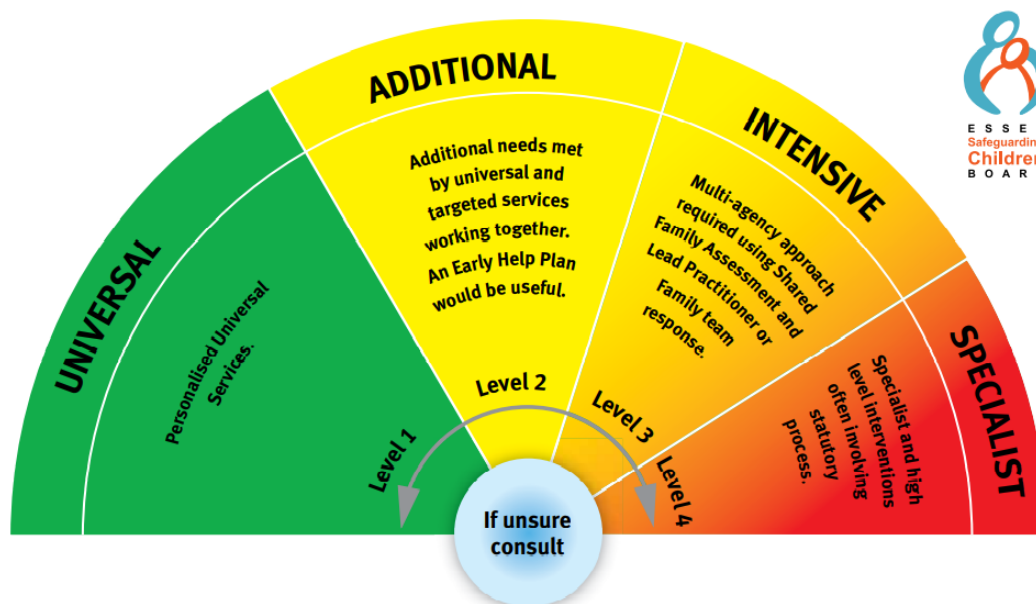 UNIVERSAL
Personalised Universal
Services.
Level 1
ADDITIONAL
Additional needs met
by universal and
targeted services
working together.
An Early Help Plan
would be useful.
Level 2
INTENSIVE
Multi-agency approach
required using Shared
Family Assessment and
Lead Practitioner or
Family team
response.
Level 3
SPECIALIST
Specialist and high
level interventions
often involving
statutory
process.
Level 4
If unsure
consult
ESSE
Safeguardin
Children
BOAR